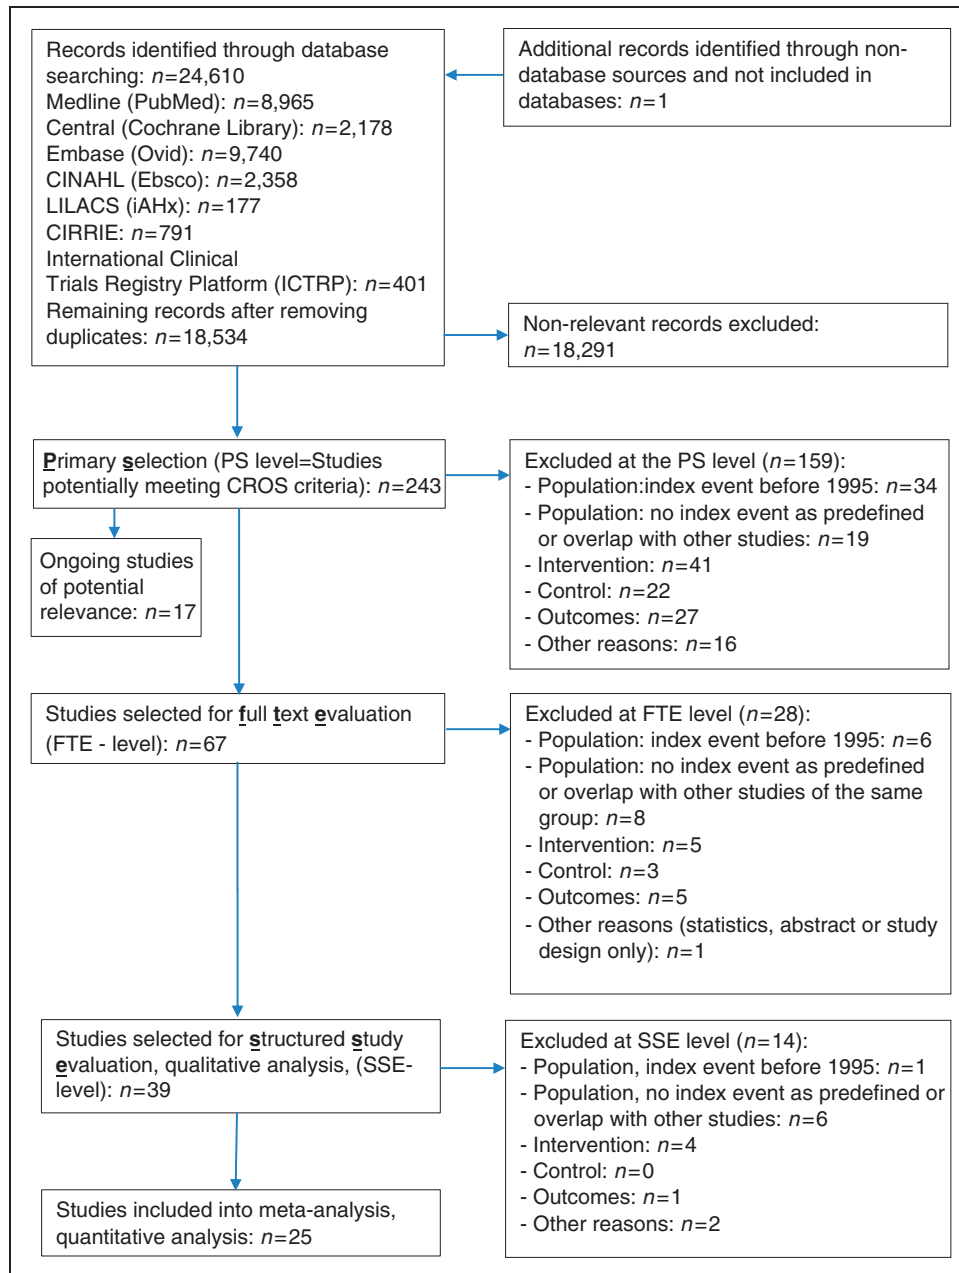 Records identified through database
searching: n=24,610
Medline (PubMed): n=8,965
Central (Cochrane Library): n=2,178
Embase (Ovid): n=9,740
CINAHL (Ebsco): n=2,358
LILACS (iAHx): n=177
CIRRIE: n=791
International Clinical
Trials Registry Platform (ICTRP): n=401
Remaining records after removing
duplicates: n=18,534
Additional records identified through non-
database sources and not included in
databases: n=1
Non-relevant records excluded:
n=18,291
Primary selection (PS level=Studies
potentially meeting CROS criteria): n=243
Excluded at the PS level (n=159):
- Population:index event before 1995: n=34
- Population: no index event as predefined
or overlap with other studies: n=19
- Intervention: n=41
- Control: n=22
- Outcomes: n=27
- Other reasons: n=16
Ongoing studies
of potential
relevance: n=17
Studies selected for full text evaluation
(FTE - level): n=67
Excluded at FTE level (n=28):
- Population: index event before 1995: n=6
- Population: no index event as predefined
or overlap with other studies of the same
group: n=8
- Intervention: n=5
- Control: n=3
- Outcomes: n=5
- Other reasons (statistics, abstract or study
design only): n=1
Studies selected for structured study
evaluation, qualitative analysis, (SSE-
level): n=39
Excluded at SSE level (n=14):
- Population, index event before 1995: n=1
- Population, no index event as predefined or
overlap with other studies: n=6
- Intervention: n=4
- Control: n=0
- Outcomes: n=1
- Other reasons: n=2
Studies included into meta-analysis,
quantitative analysis: n=25